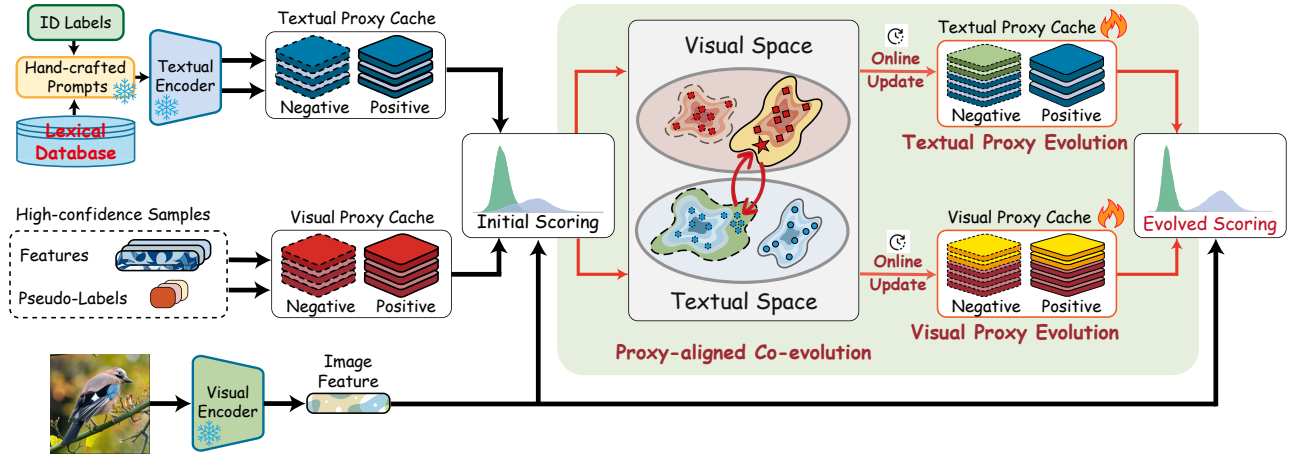 ID Labels
Hand-crafted
Prompts
Lexical
Database
Textual
Encoder
Textual Proxy Cache
Negative
Positive
High-confidence Samples
Features
Pseudo-Labels
Visual Proxy Cache
Negative
Positive
Initial Scoring
Visual
Encoder
Image
Feature
Visual Space
Textual Space
Proxy-aligned Co-evolution
Online
Update
Textual Proxy Cache
Negative
Positive
Textual Proxy Evolution
Online
Update
Visual Proxy Cache
Negative
Positive
Visual Proxy Evolution
Evolved Scoring